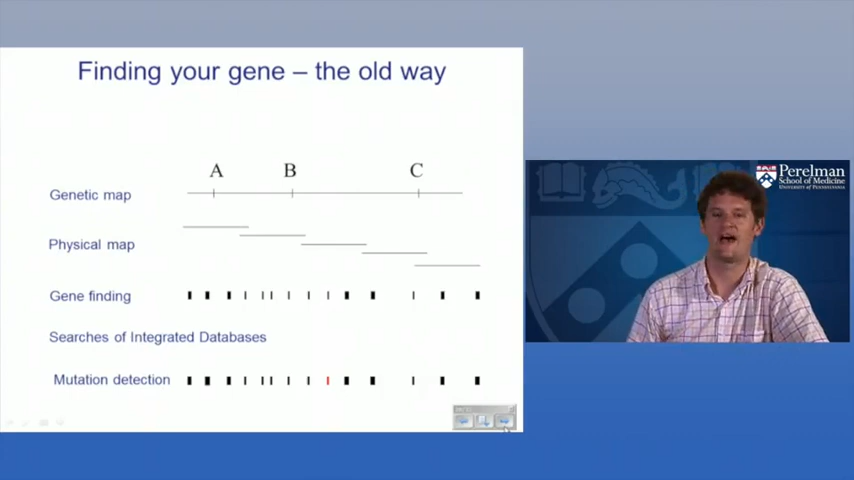 Finding your gene – the old way
A B C
Genetic map
Physical map
Gene finding
Searches of Integrated Databases
Mutation detection
Perelman
School of Medicine
University of Pennsylvania